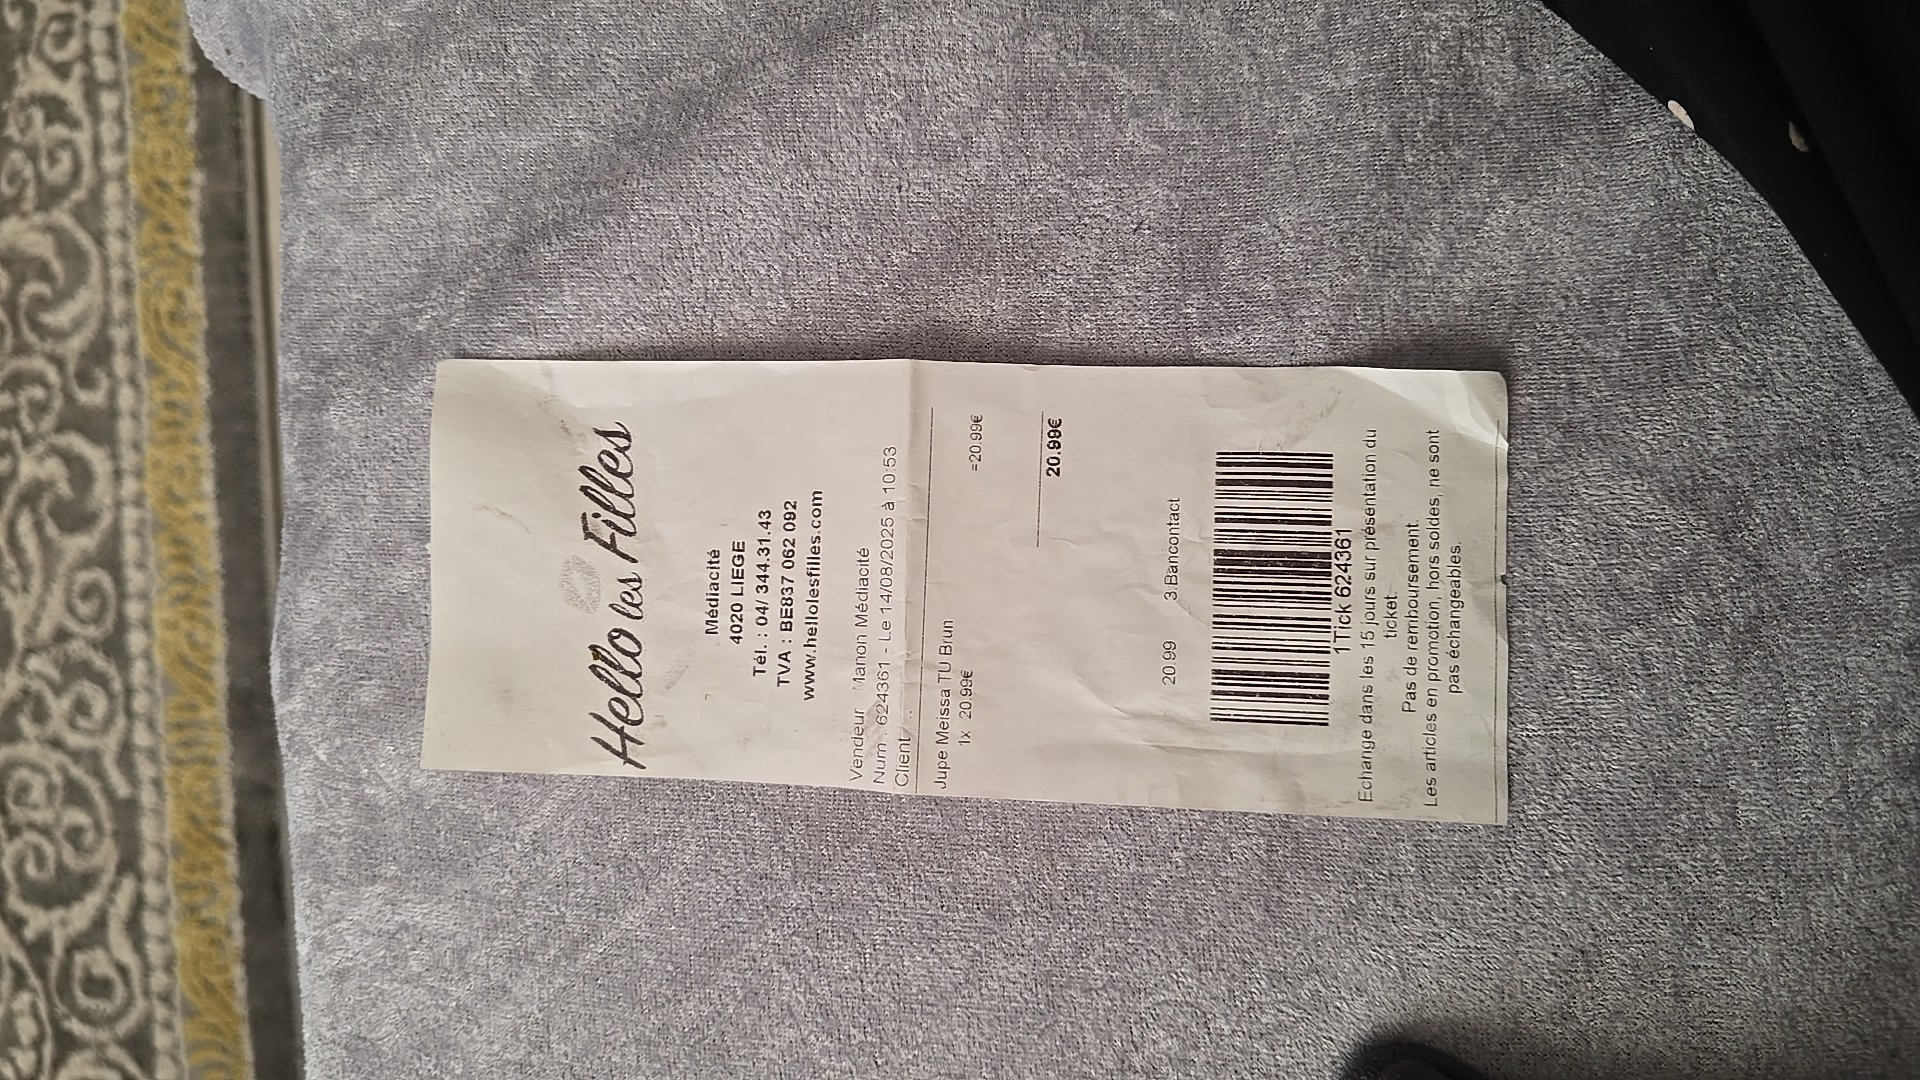 Hello les Filles
Médiacité
4020 LIEGE
Tél. : 04/ 344.31.43
TVA : BE837 062 092
www.hellolesfilles.com
Vendeur Manon Médiacité
Num : 624361 - Le 14/08/2025 à 10:53
Client
Jupe Meissa TU Brun
1x 20.99€ =20.99€
20.99€
20.99 3.Bancontact
1Tick 624361
Echange dans les 15 jours sur présentation du
ticket.
Pas de remboursement.
Les articles en promotion, hors soldes, ne sont
pas échangeables.